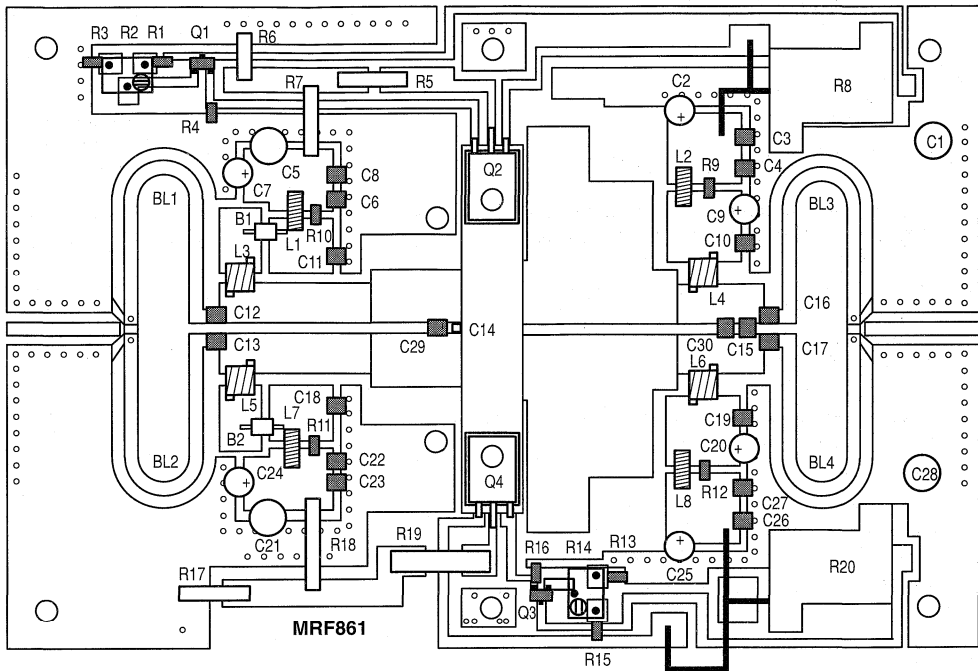 R3 R2 R1 Q1 R6
R7 R5 C2 R8
R4 C3 C1
C5 Q2 L2 R9 C4
C7 C8
BL1 C6 C9 BL3
B1 L1 R10
C10
L3 C11
L4
C12 C16
C29 C14 C30 C15
C13 C17
L6
L5 L7 C18
C19
B2 R11 C20
BL2 C22 BL4
C24 C23 Q4 L8 R12 C28
C27
C21 C26
R18 R19 R16 R14 R13 C25 R20
R17
Q3
MRF861
R15